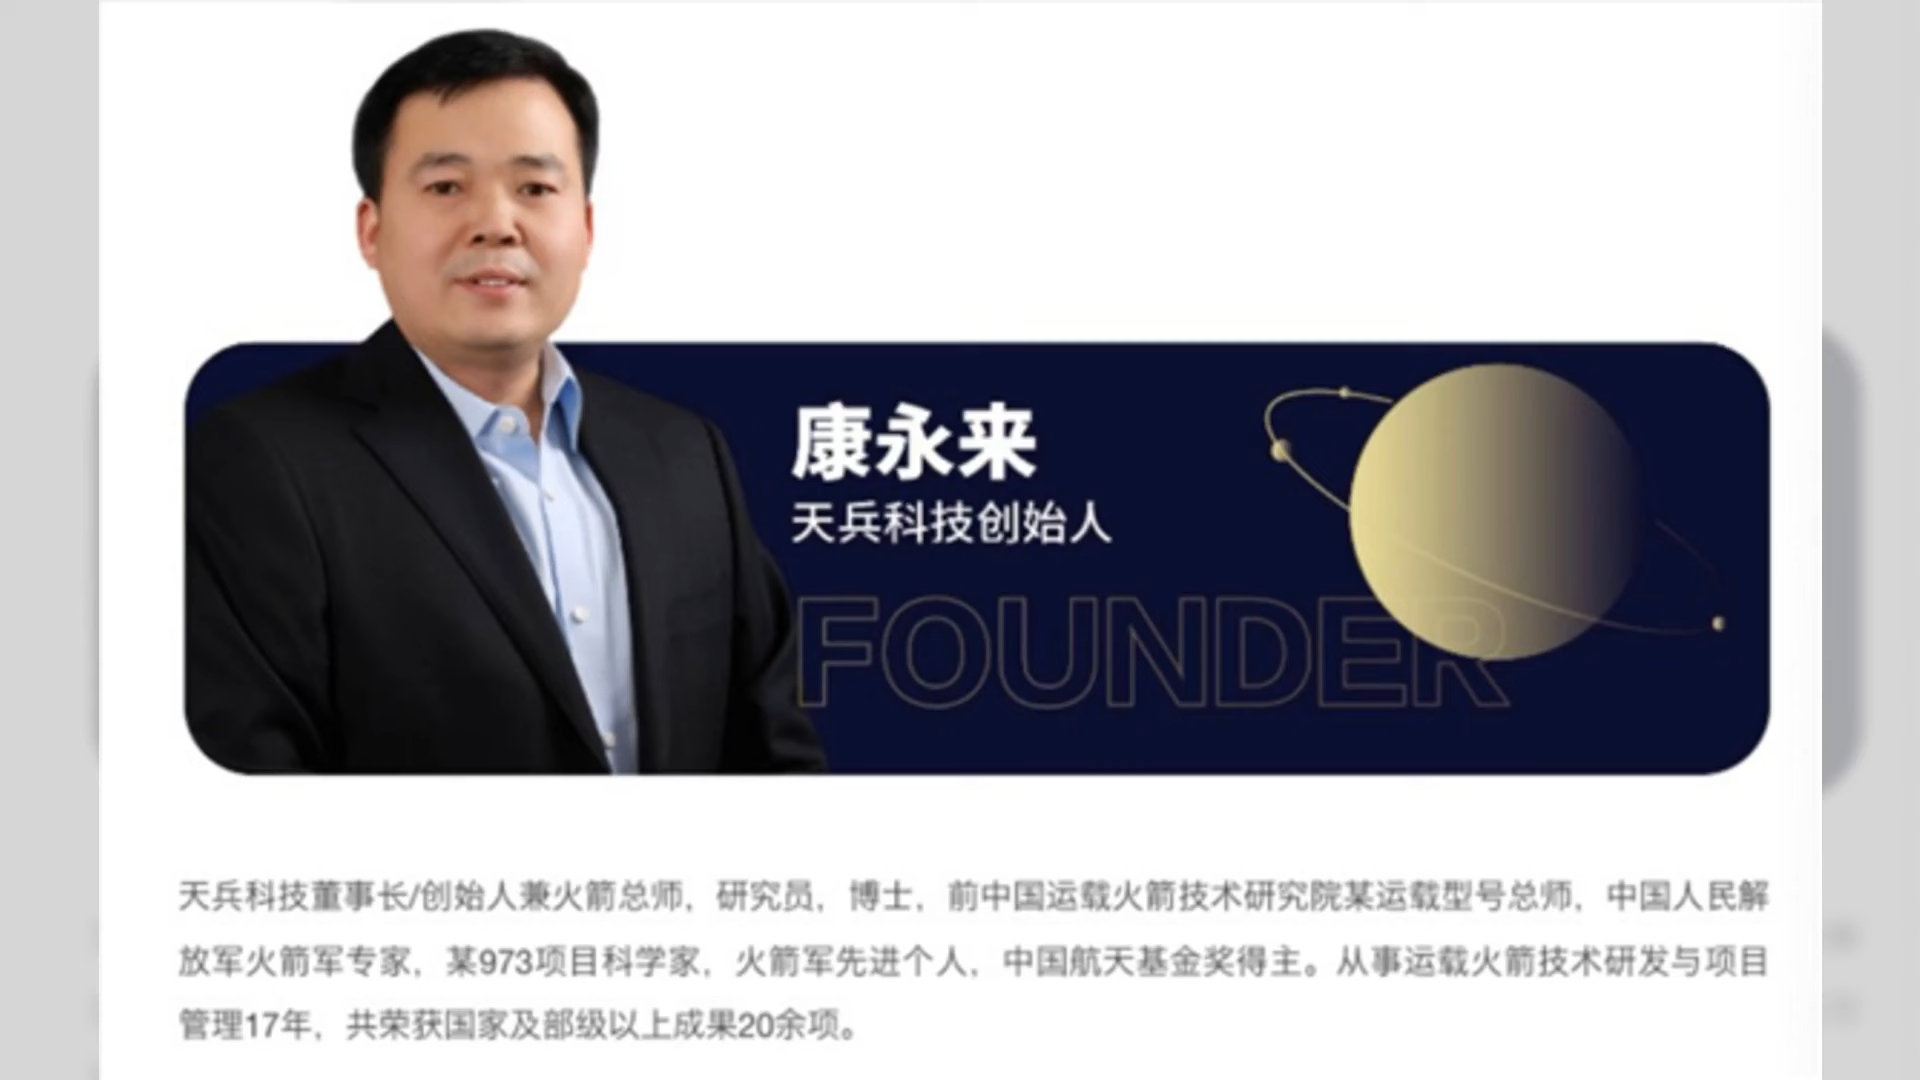 康永来
天兵科技创始人
FOUNDER
天兵科技董事长/创始人兼火箭总师，研究员，博士，前中国运载火箭技术研究院某运载型号总师，中国人民解
放军火箭军专家，某973项目科学家，火箭军先进个人，中国航天基金奖得主。从事运载火箭技术研发与项目
管理17年，共荣获国家及部级以上成果20余项。